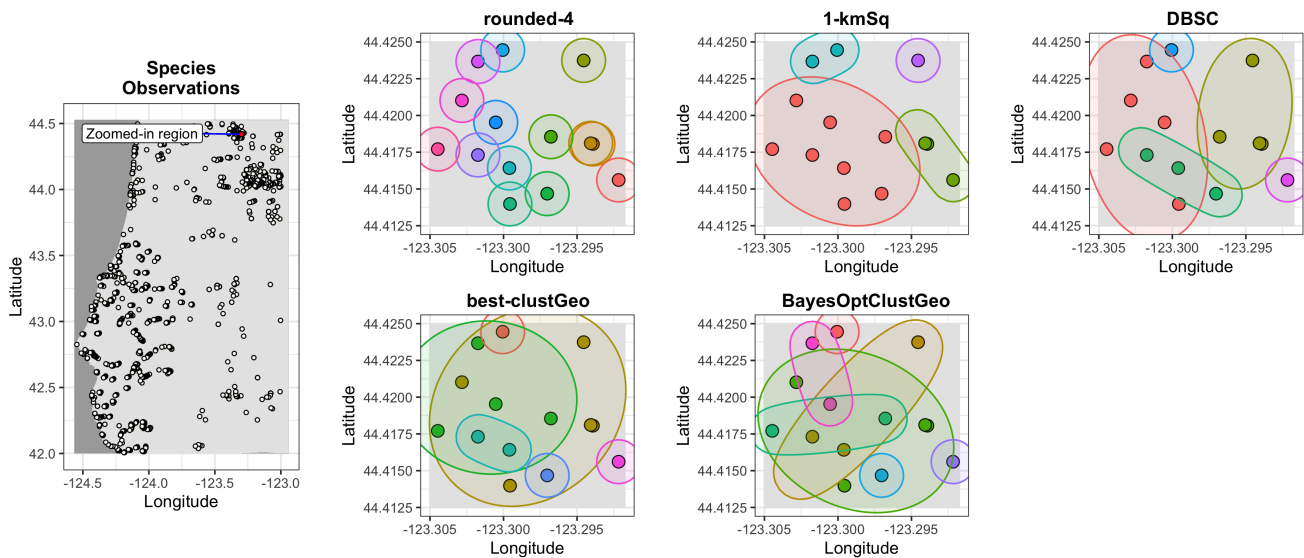 Species
Observations
Latitude
44.5
44.0
43.5
43.0
42.5
42.0
Zoomed-in region
-124.5
-124.0
-123.5
-123.0
Longitude
rounded-4
Latitude
44.4250
44.4225
44.4200
44.4175
44.4150
44.4125
-123.305
-123.300
-123.295
Longitude
1-kmSq
Latitude
44.4250
44.4225
44.4200
44.4175
44.4150
44.4125
-123.305
-123.300
-123.295
Longitude
DBSC
Latitude
44.4250
44.4225
44.4200
44.4175
44.4150
44.4125
-123.305
-123.300
-123.295
Longitude
best-clustGeo
Latitude
44.4250
44.4225
44.4200
44.4175
44.4150
44.4125
-123.305
-123.300
-123.295
Longitude
BayesOptClustGeo
Latitude
44.4250
44.4225
44.4200
44.4175
44.4150
44.4125
-123.305
-123.300
-123.295
Longitude